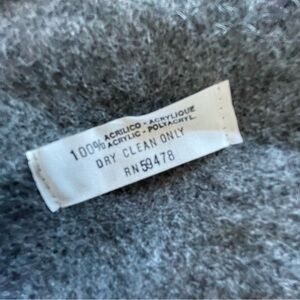 100% ACRILICO - ACRYLIQUE
ACRYLIC - POLYACRYL.
DRY CLEAN ONLY
RN59478